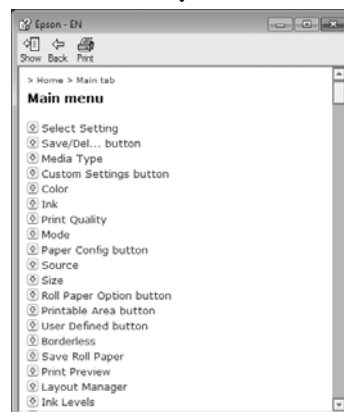 Epson - EN
Show Back Print
> Home > Main tab
Main menu
Select Setting
Save/Del... button
Media Type
Custom Settings button
Color
Ink
Print Quality
Mode
Paper Config button
Source
Size
Roll Paper Option button
Printable Area button
User Defined button
Borderless
Save Roll Paper
Print Preview
Layout Manager
Ink Levels